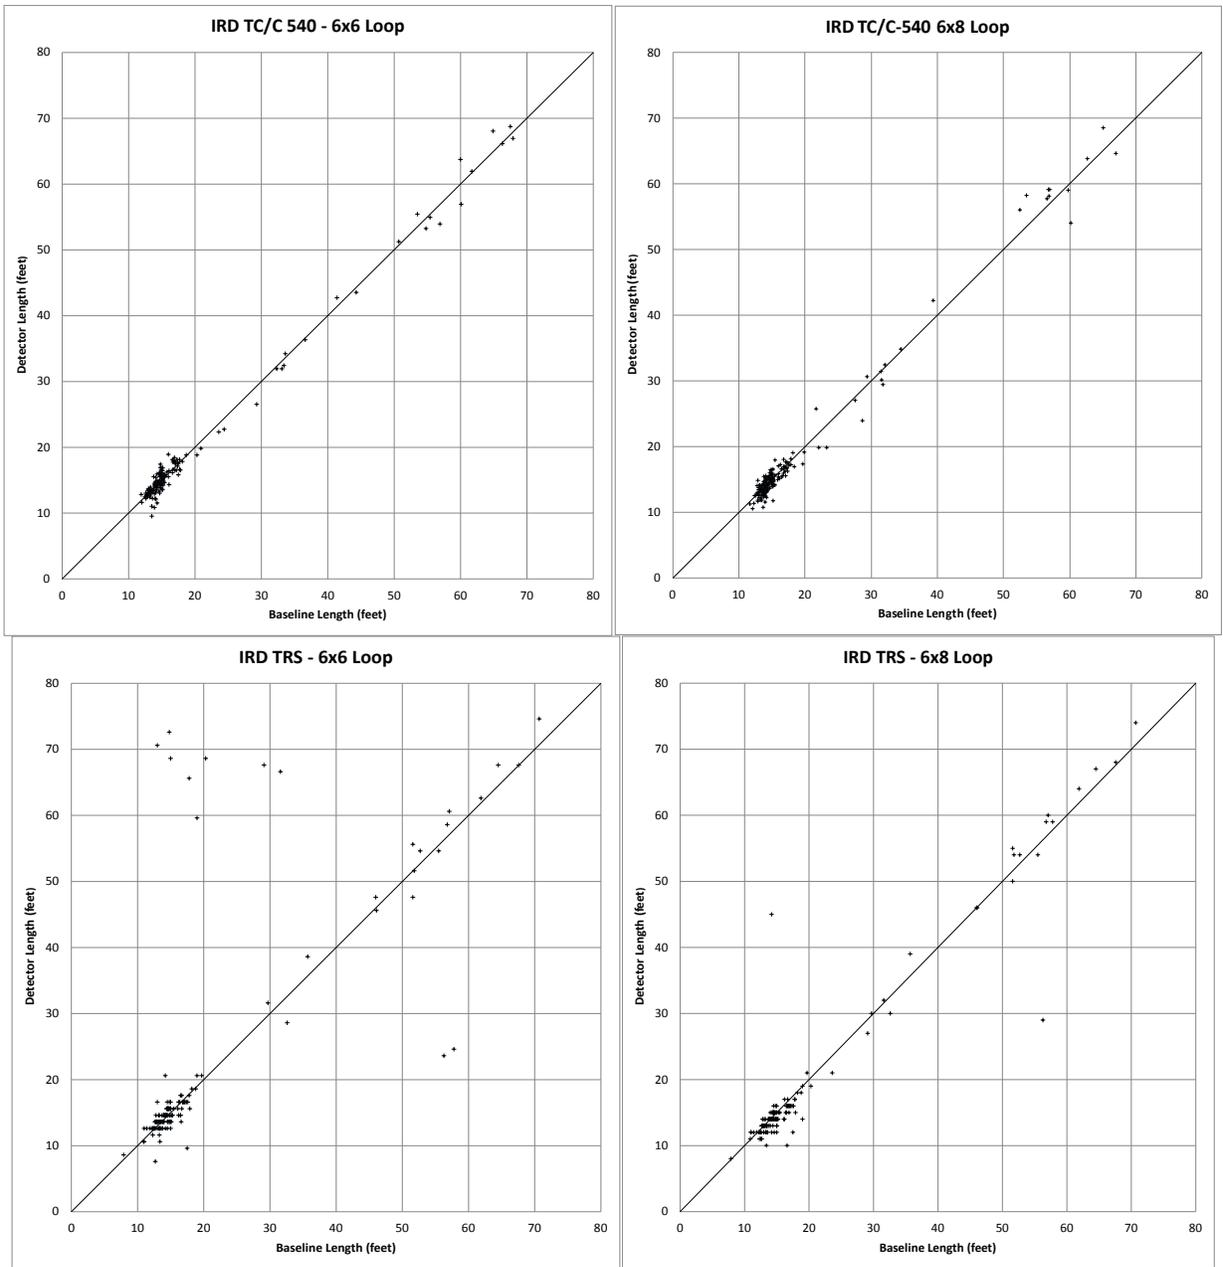 IRD TC/C 540 - 6x6 Loop
80
70
60
50
40
30
20
10
0
Detector Length (feet)
0 10 20 30 40 50 60 70 80
Baseline Length (feet)
IRD TC/C-540 6x8 Loop
80
70
60
50
40
30
20
10
0
Detector Length (feet)
0 10 20 30 40 50 60 70 80
Baseline Length (feet)
IRD TRS - 6x6 Loop
80
70
60
50
40
30
20
10
0
Detector Length (feet)
0 10 20 30 40 50 60 70 80
Baseline Length (feet)
IRD TRS - 6x8 Loop
80
70
60
50
40
30
20
10
0
Detector Length (feet)
0 10 20 30 40 50 60 70 80
Baseline Length (feet)